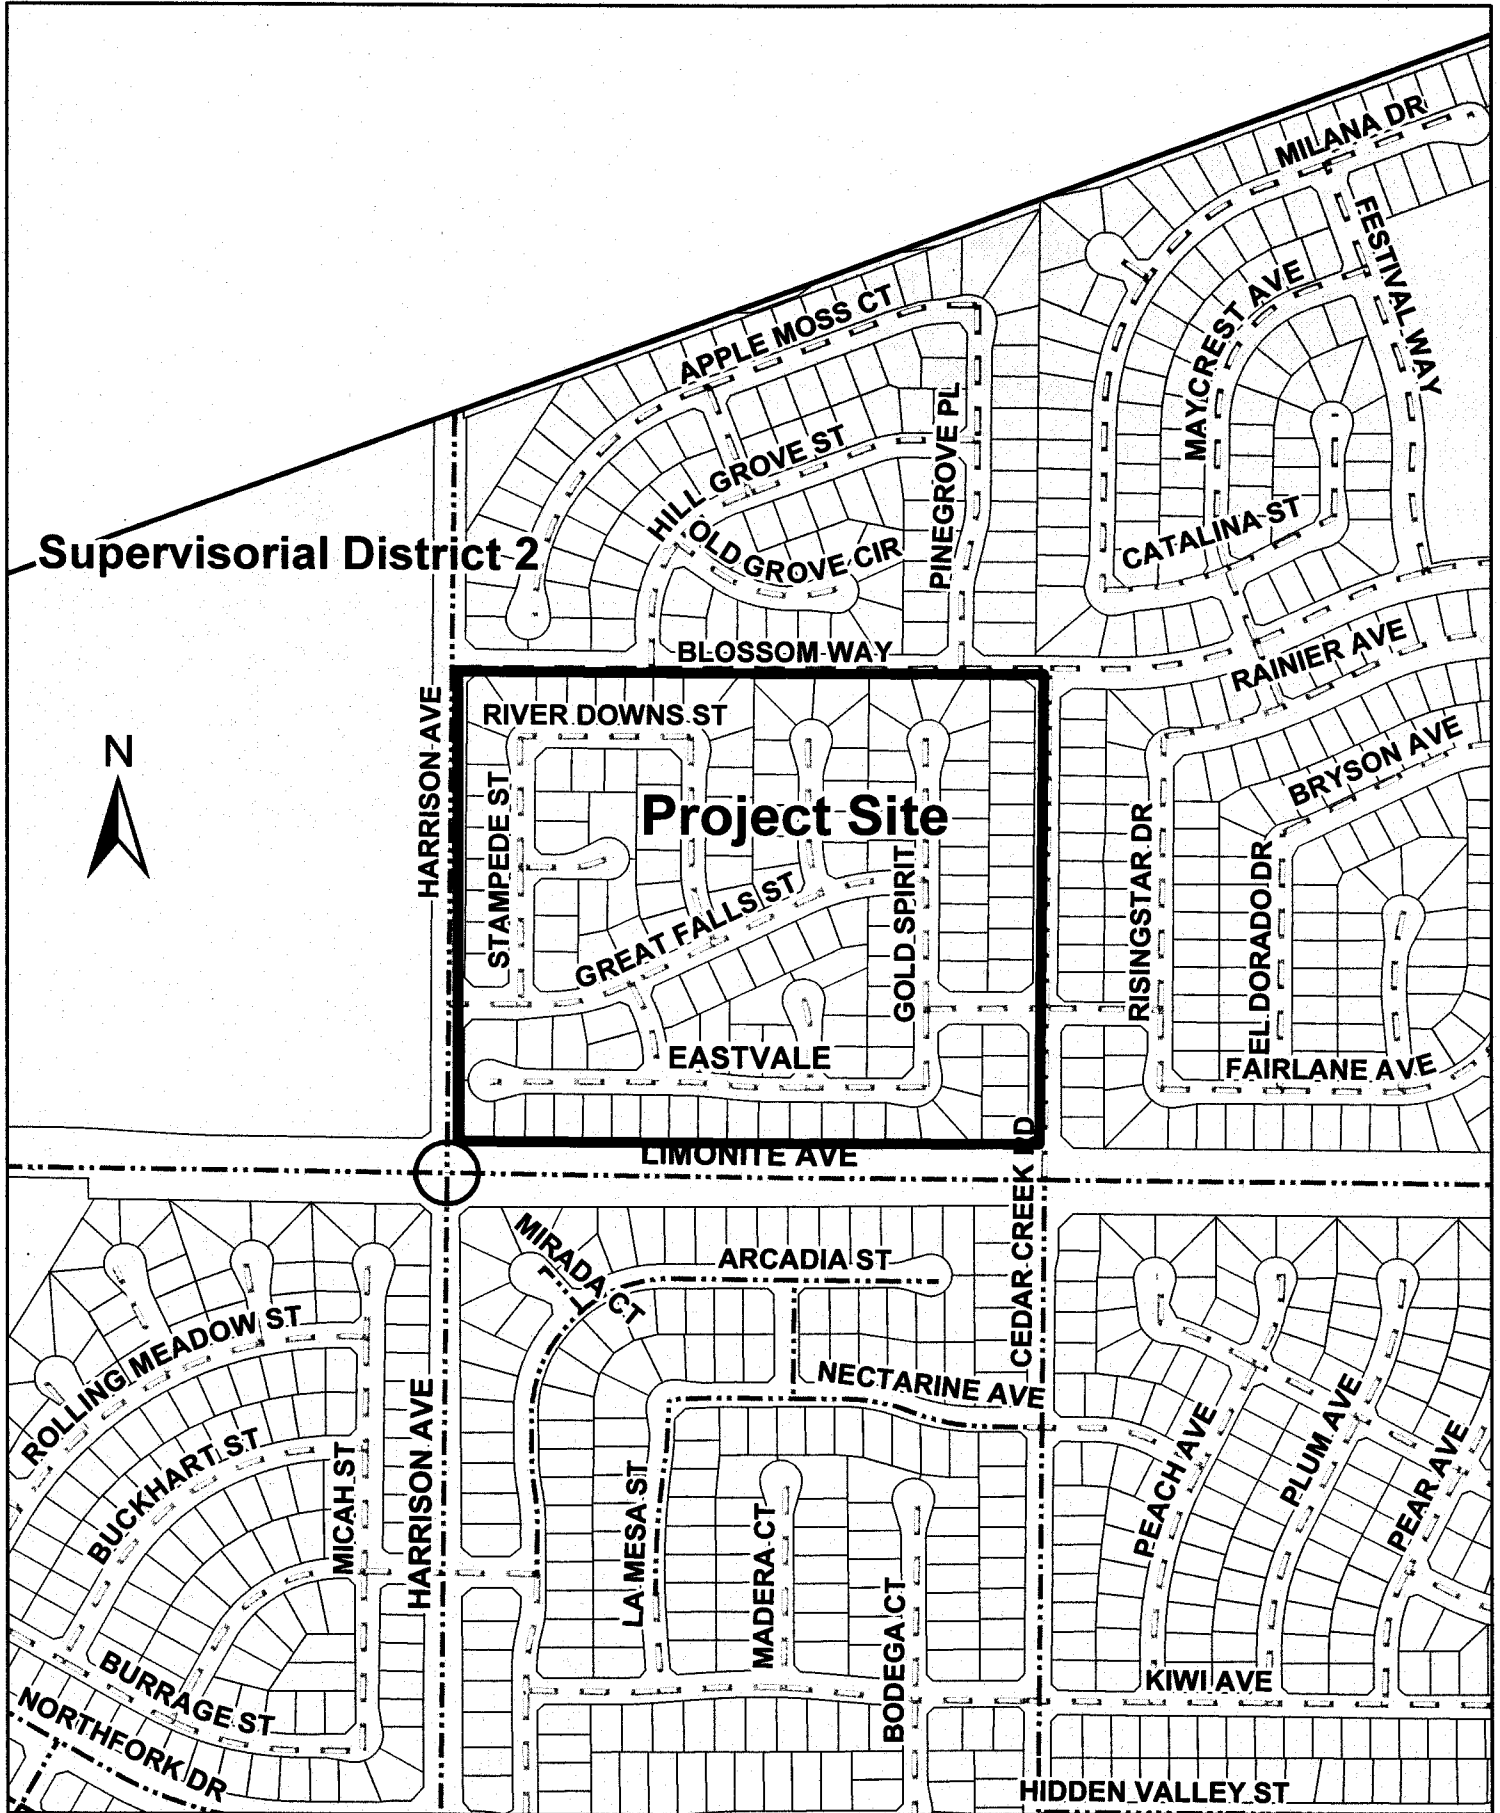 MILANA DR
FESTIVAL WAY
MAYCREST AVE
APPLE MOSS CT
PINEGROVE PL
HILL GROVE ST
OLD GROVE CIR
CATALINA ST
Supervisorial District 2
BLOSSOM WAY
RAINIER AVE
HARRISON AVE
RIVER DOWNS ST
N
BRYSON AVE
STAMPEDE ST
Project Site
RISINGSTAR DR
EL DORADO DR
GOLD SPIRIT
GREAT FALLS ST
EASTVALE
FAIRLANE AVE
LIMONITE AVE
CEDAR CREEK RD
MIRADA CT
ARCADIA ST
ROLLING MEADOW ST
NECTARINE AVE
HARRISON AVE
BUCKHART ST
MICAH ST
LA MESA ST
MADERA CT
BODEGA CT
PEACH AVE
PLUM AVE
PEAR AVE
KIWI AVE
BURRAGE ST
NORTHFORK DR
HIDDEN VALLEY ST